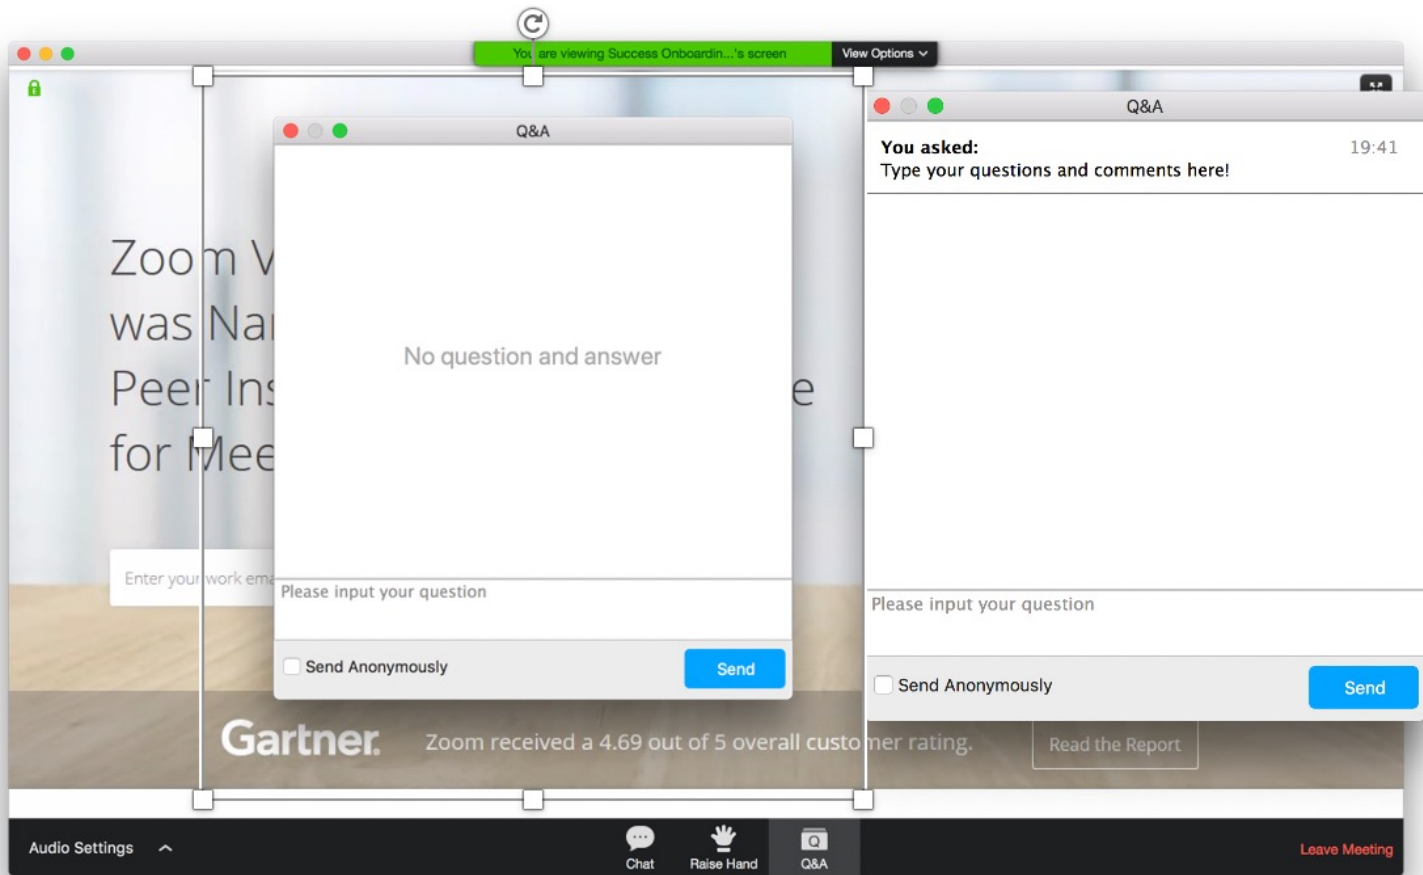 You are viewing Success Onboardin...'s screen
View Options
Q&A
No question and answer
Please input your question
Send Anonymously
Send
Q&A
You asked:
19:41
Type your questions and comments here!
Please input your question
Send Anonymously
Send
Zoom V
was Nar
Peer Ins
e
for Mee
Enter your work ema
Gartner.
Zoom received a 4.69 out of 5 overall customer rating.
Read the Report
Audio Settings
Chat
Raise Hand
Q
Q&A
Leave Meeting